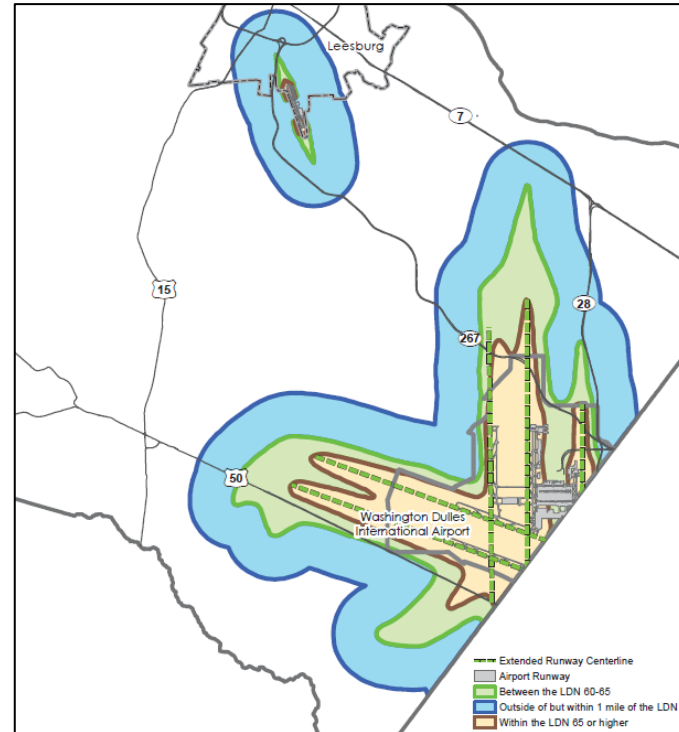 Leesburg
7
15
28
267
50
Washington Dulles
International Airport
Extended Runway Centerline
Airport Runway
Between the LDN 60-65
Outside of but within 1 mile of the LDN
Within the LDN 65 or higher